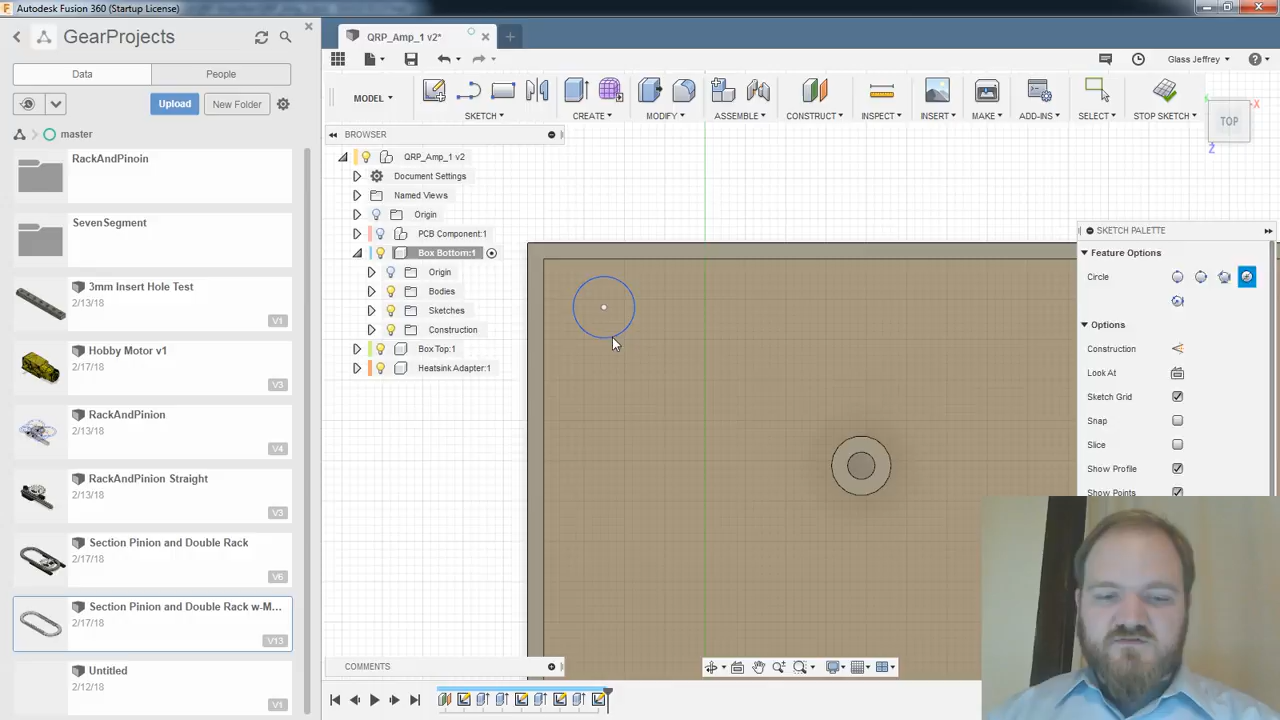 Autodesk Fusion 360 (Startup License)
GearProjects
Data
People
Upload
New Folder
master
RackAndPinoin
SevenSegment
3mm Insert Hole Test
2/13/18
V1
Hobby Motor v1
2/17/18
V3
RackAndPinion
2/13/18
V4
RackAndPinion Straight
2/13/18
V3
Section Pinion and Double Rack
2/17/18
V6
Section Pinion and Double Rack w-M...
2/17/18
V13
Untitled
2/12/18
V1
QRP_Amp_1 v2*
Glass Jeffrey
MODEL
SKETCH
CREATE
MODIFY
ASSEMBLE
CONSTRUCT
INSPECT
INSERT
MAKE
ADD-INS
SELECT
STOP SKETCH
TOP
X
Z
BROWSER
QRP_Amp_1 v2
Document Settings
Named Views
Origin
PCB Component:1
Box Bottom:1
Origin
Bodies
Sketches
Construction
Box Top:1
Heatsink Adapter:1
SKETCH PALETTE
Feature Options
Circle
Options
Construction
Look At
Sketch Grid
Snap
Slice
Show Profile
Show Points
COMMENTS